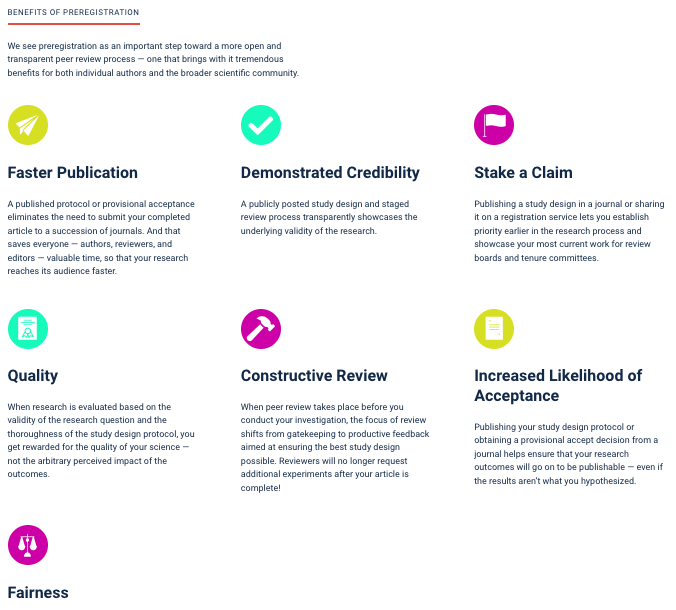 BENEFITS OF PREREGISTRATION
We see preregistration as an important step toward a more open and
transparent peer review process — one that brings with it tremendous
benefits for both individual authors and the broader scientific community.
Faster Publication
A published protocol or provisional acceptance
eliminates the need to submit your completed
article to a succession of journals. And that
saves everyone — authors, reviewers, and
editors — valuable time, so that your research
reaches its audience faster.
Demonstrated Credibility
A publicly posted study design and staged
review process transparently showcases the
underlying validity of the research.
Stake a Claim
Publishing a study design in a journal or sharing
it on a registration service lets you establish
priority earlier in the research process and
showcase your most current work for review
boards and tenure committees.
Quality
When research is evaluated based on the
validity of the research question and the
thoroughness of the study design protocol, you
get rewarded for the quality of your science —
not the arbitrary perceived impact of the
outcomes.
Constructive Review
When peer review takes place before you
conduct your investigation, the focus of review
shifts from gatekeeping to productive feedback
aimed at ensuring the best study design
possible. Reviewers will no longer request
additional experiments after your article is
complete!
Increased Likelihood of
Acceptance
Publishing your study design protocol or
obtaining a provisional accept decision from a
journal helps ensure that your research
outcomes will go on to be publishable — even if
the results aren't what you hypothesized.
Fairness